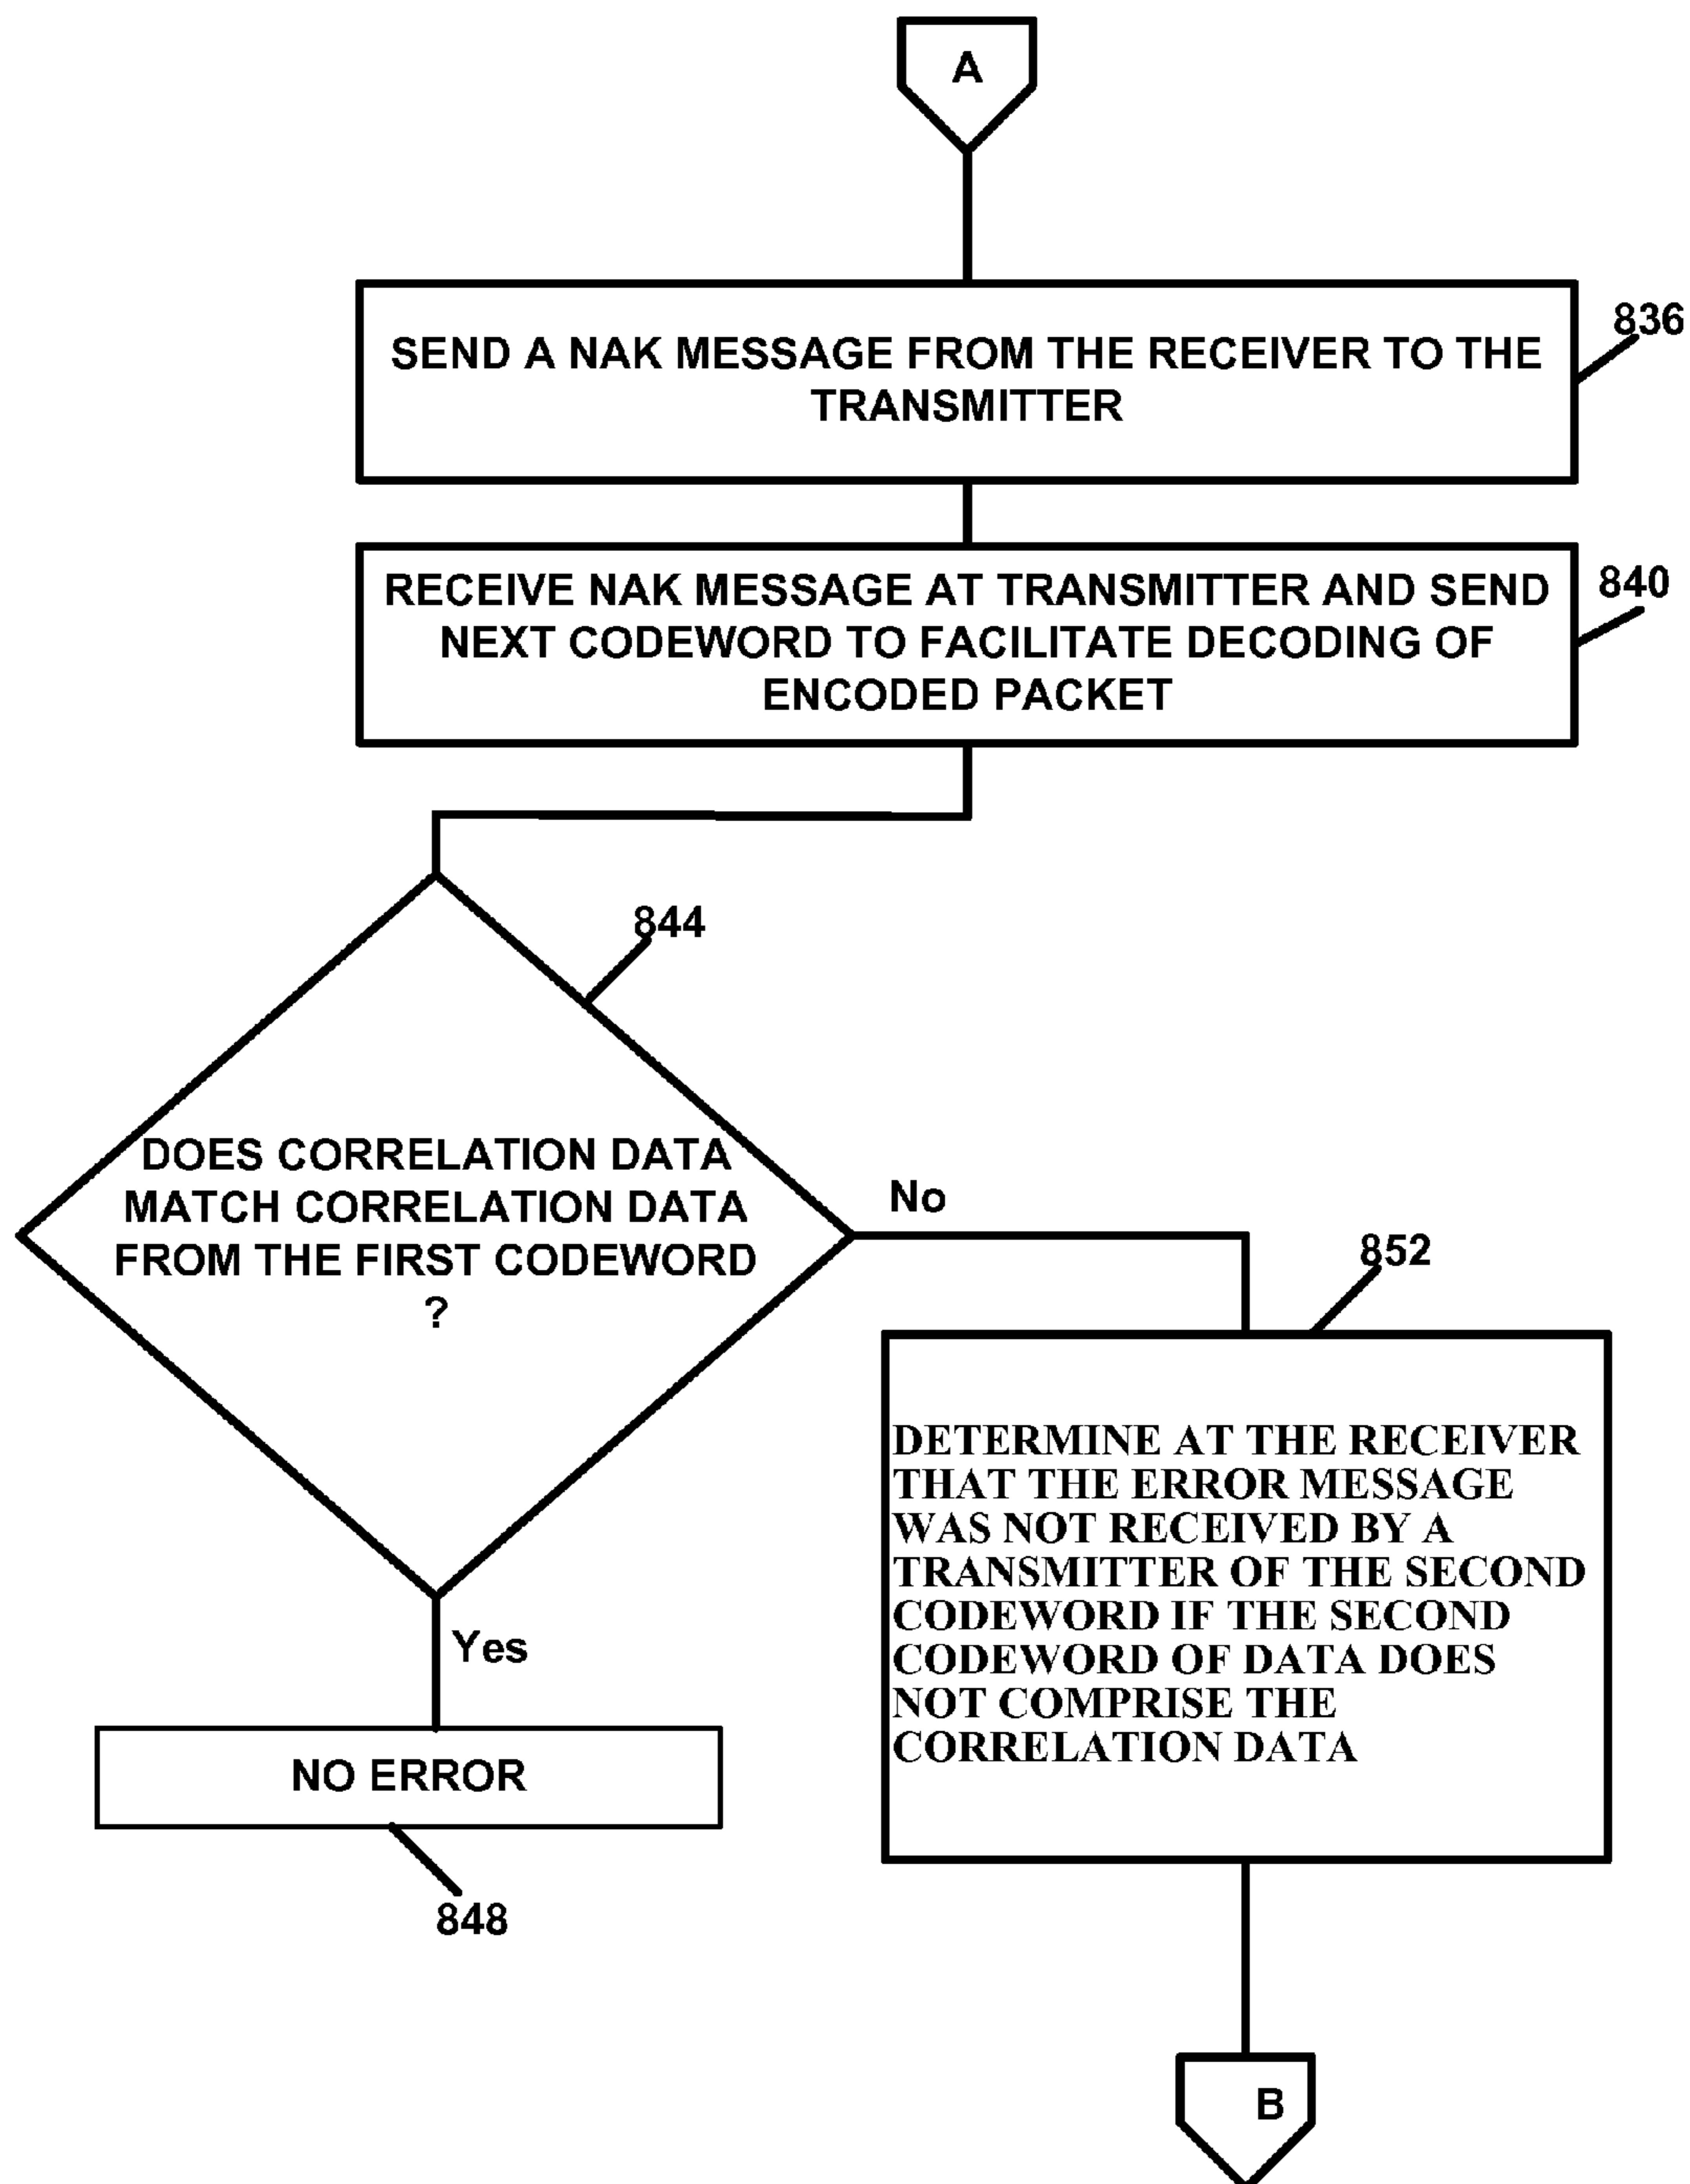 A
SEND A NAK MESSAGE FROM THE RECEIVER TO THE
TRANSMITTER
836
RECEIVE NAK MESSAGE AT TRANSMITTER AND SEND
NEXT CODEWORD TO FACILITATE DECODING OF
ENCODED PACKET
840
844
DOES CORRELATION DATA
MATCH CORRELATION DATA
FROM THE FIRST CODEWORD
?
No
Yes
NO ERROR
848
852
DETERMINE AT THE RECEIVER
THAT THE ERROR MESSAGE
WAS NOT RECEIVED BY A
TRANSMITTER OF THE SECOND
CODEWORD IF THE SECOND
CODEWORD OF DATA DOES
NOT COMPRISE THE
CORRELATION DATA
B